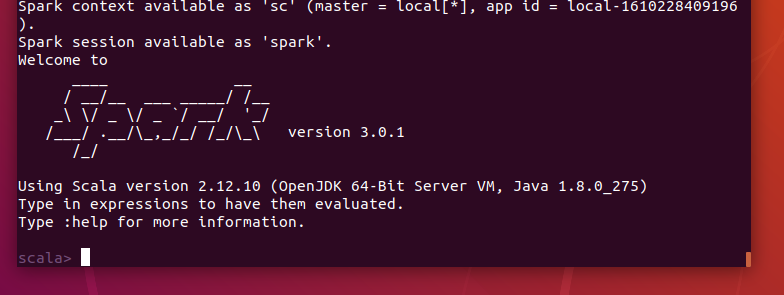 Spark context available as 'sc' (master = local[*], app id = local-1610228409196
).
Spark session available as 'spark'.
Welcome to
      ____              __
     / __/__  ___ _____/ /__
    _\ \/ _ \/ _ `/ __/  '_/
   /___/ .__/\_,_/_/ /_/\_\   version 3.0.1
      /_/

Using Scala version 2.12.10 (OpenJDK 64-Bit Server VM, Java 1.8.0_275)
Type in expressions to have them evaluated.
Type :help for more information.

scala>